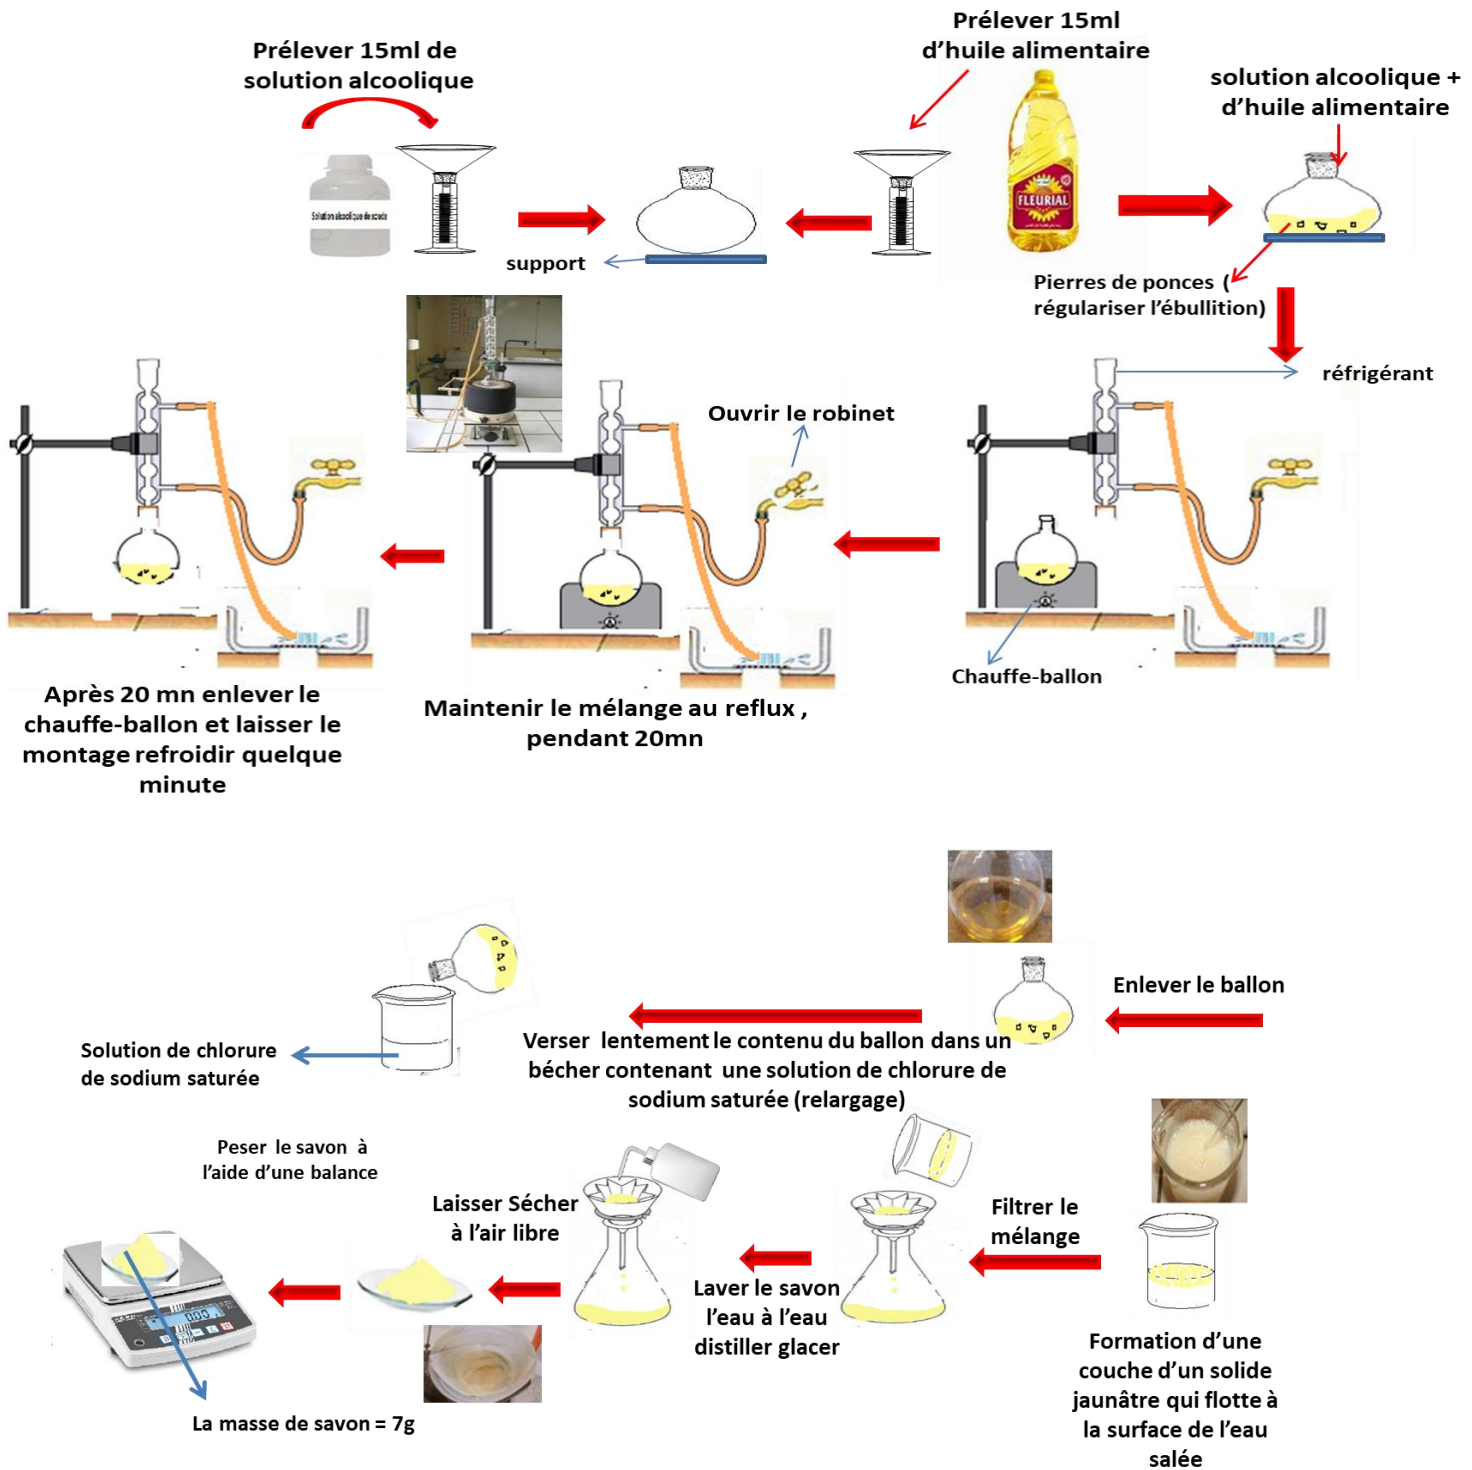 Prélever 15ml de
solution alcoolique
Prélever 15ml
d’huile alimentaire
solution alcoolique +
d’huile alimentaire
Solution alcoolique de soude
FLEURIAL
support
Pierres de ponces (
régulariser l’ébullition)
réfrigérant
Ouvrir le robinet
Chauffe-ballon
Maintenir le mélange au reflux ,
pendant 20mn
Après 20 mn enlever le
chauffe-ballon et laisser le
montage refroidir quelque
minute
Enlever le ballon
Verser lentement le contenu du ballon dans un
bécher contenant une solution de chlorure de
sodium saturée (relargage)
Solution de chlorure
de sodium saturée
Formation d’une
couche d’un solide
jaunâtre qui flotte à
la surface de l’eau
salée
Filtrer le
mélange
Laver le savon
l’eau à l’eau
distiller glacer
Laisser Sécher
à l’air libre
Peser le savon à
l’aide d’une balance
La masse de savon = 7g